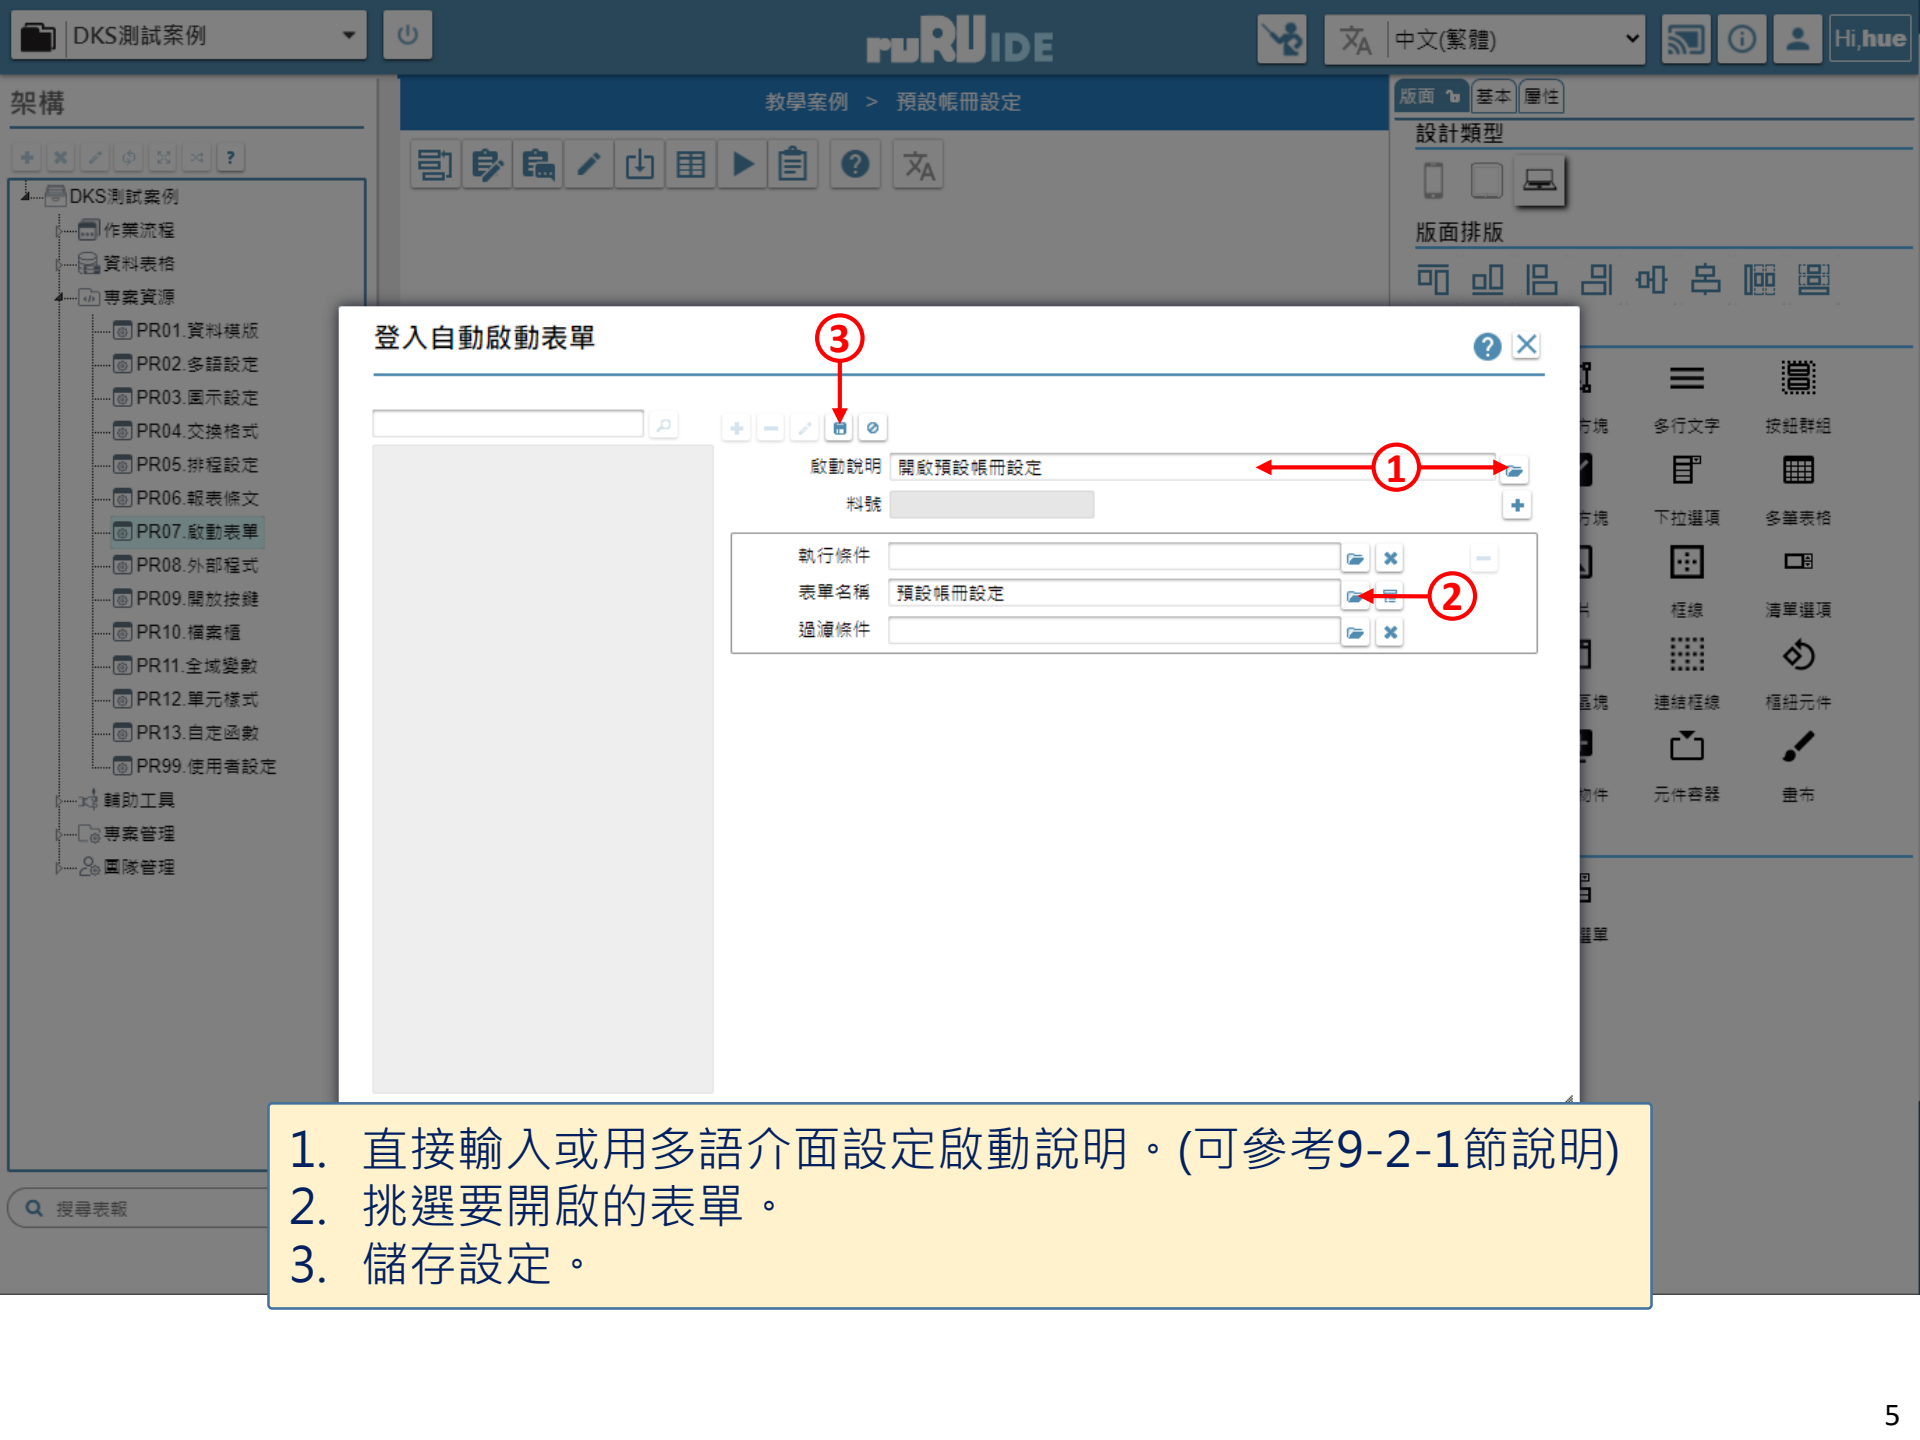 DKS測試案例
ruRU IDE
中文(繁體)
Hi,hue
架構
教學案例 > 預設帳冊設定
版面
基本
屬性
設計類型
版面排版
DKS測試案例
作業流程
資料表格
專案資源
PR01.資料模版
PR02.多語設定
PR03.圖示設定
PR04.交換格式
PR05.排程設定
PR06.報表條文
PR07.啟動表單
PR08.外部程式
PR09.開放按鍵
PR10.檔案櫃
PR11.全域變數
PR12.單元樣式
PR13.自定函數
PR99.使用者設定
輔助工具
專案管理
團隊管理
搜尋表報
登入自動啟動表單
3
啟動說明 開啟預設帳冊設定
1
料號
執行條件
表單名稱 預設帳冊設定
2
過濾條件
方塊 多行文字 按鈕群組
方塊 下拉選項 多筆表格
片 框線 清單選項
區塊 連結框線 樞紐元件
物件 元件容器 畫布
選單
1. 直接輸入或用多語介面設定啟動說明。(可參考9-2-1節說明)
2. 挑選要開啟的表單。
3. 儲存設定。
5